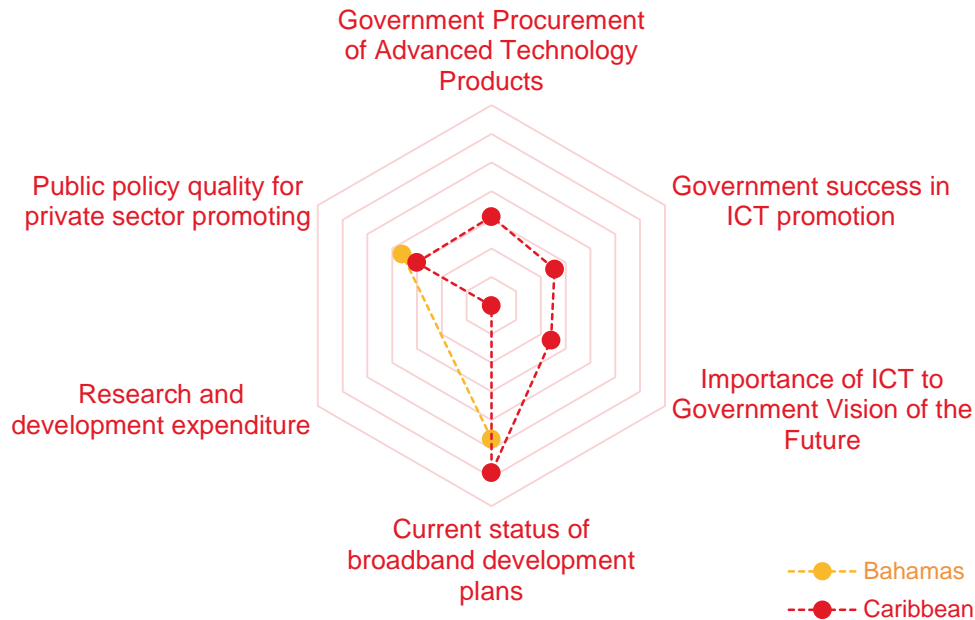 Government Procurement
of Advanced Technology
Products
Public policy quality for
private sector promoting
Government success in
ICT promotion
Research and
development expenditure
Importance of ICT to
Government Vision of the
Future
Current status of
broadband development
plans
Bahamas
Caribbean